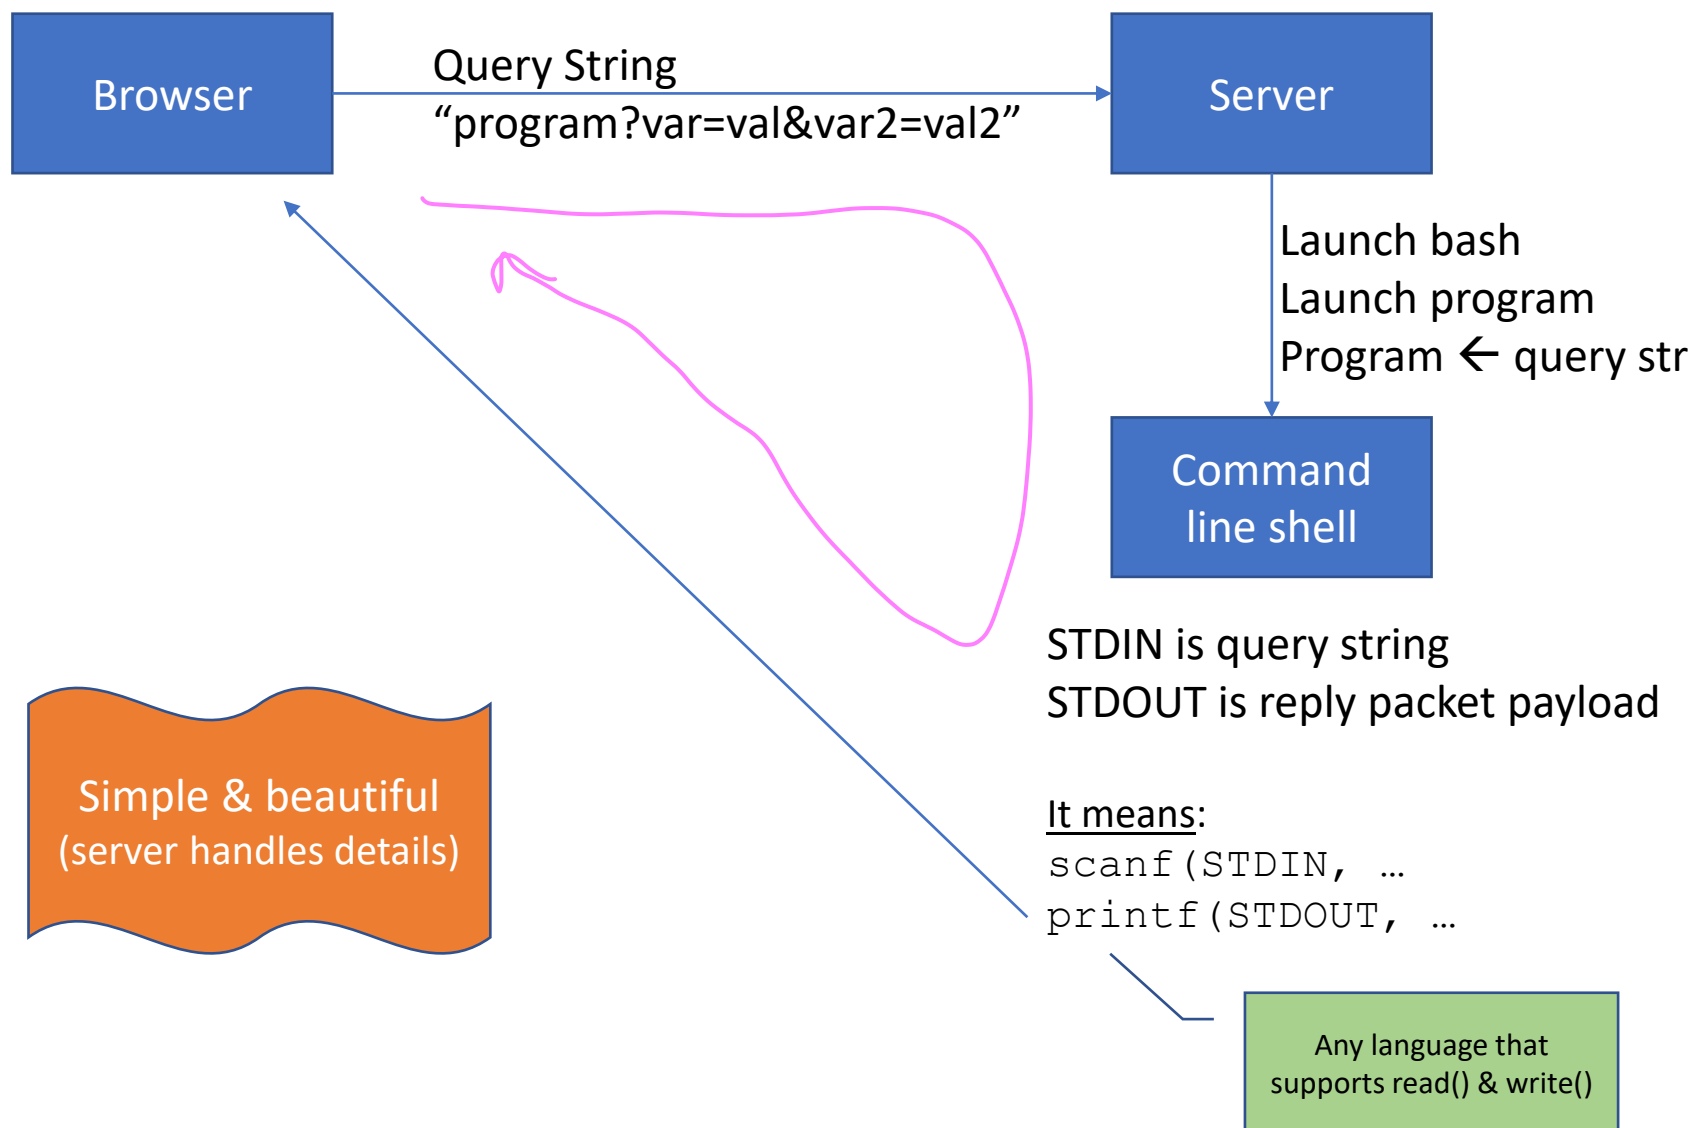 Browser
Query String
“program?var=val&var2=val2”
Server
Launch bash
Launch program
Program ← query str
Command
line shell
STDIN is query string
STDOUT is reply packet payload
It means:
scanf(STDIN, …
printf(STDOUT, …
Simple & beautiful
(server handles details)
Any language that
supports read() & write()